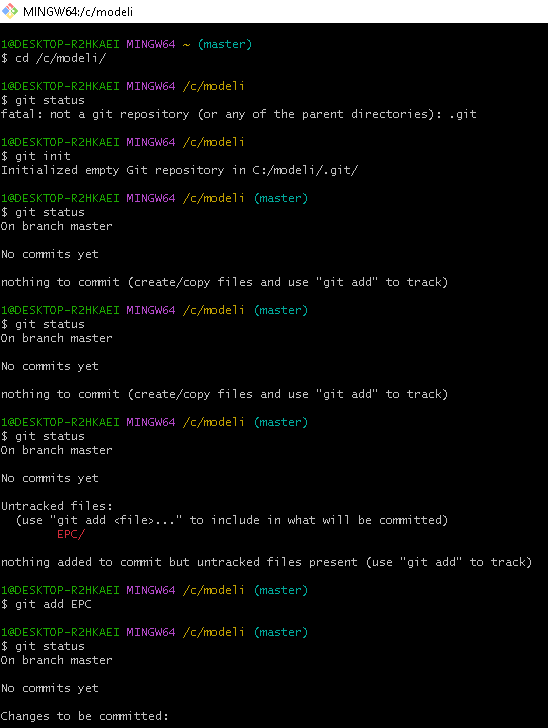 MINGW64:/c/modeli
1@DESKTOP-R2HKAEI MINGW64 ~ (master)
$ cd /c/modeli/
1@DESKTOP-R2HKAEI MINGW64 /c/modeli
$ git status
fatal: not a git repository (or any of the parent directories): .git
1@DESKTOP-R2HKAEI MINGW64 /c/modeli
$ git init
Initialized empty Git repository in C:/modeli/.git/
1@DESKTOP-R2HKAEI MINGW64 /c/modeli (master)
$ git status
On branch master
No commits yet
nothing to commit (create/copy files and use "git add" to track)
1@DESKTOP-R2HKAEI MINGW64 /c/modeli (master)
$ git status
On branch master
No commits yet
nothing to commit (create/copy files and use "git add" to track)
1@DESKTOP-R2HKAEI MINGW64 /c/modeli (master)
$ git status
On branch master
No commits yet
Untracked files:
(use "git add <file>..." to include in what will be committed)
EPC/
nothing added to commit but untracked files present (use "git add" to track)
1@DESKTOP-R2HKAEI MINGW64 /c/modeli (master)
$ git add EPC
1@DESKTOP-R2HKAEI MINGW64 /c/modeli (master)
$ git status
On branch master
No commits yet
Changes to be committed: